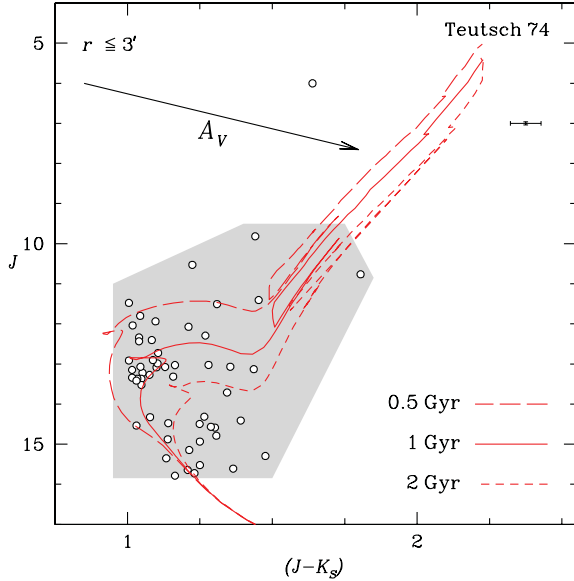 Teutsch 74
r ≦ 3′
A_V
5
10
15
J
0.5 Gyr
1 Gyr
2 Gyr
1
2
(J−K_s)